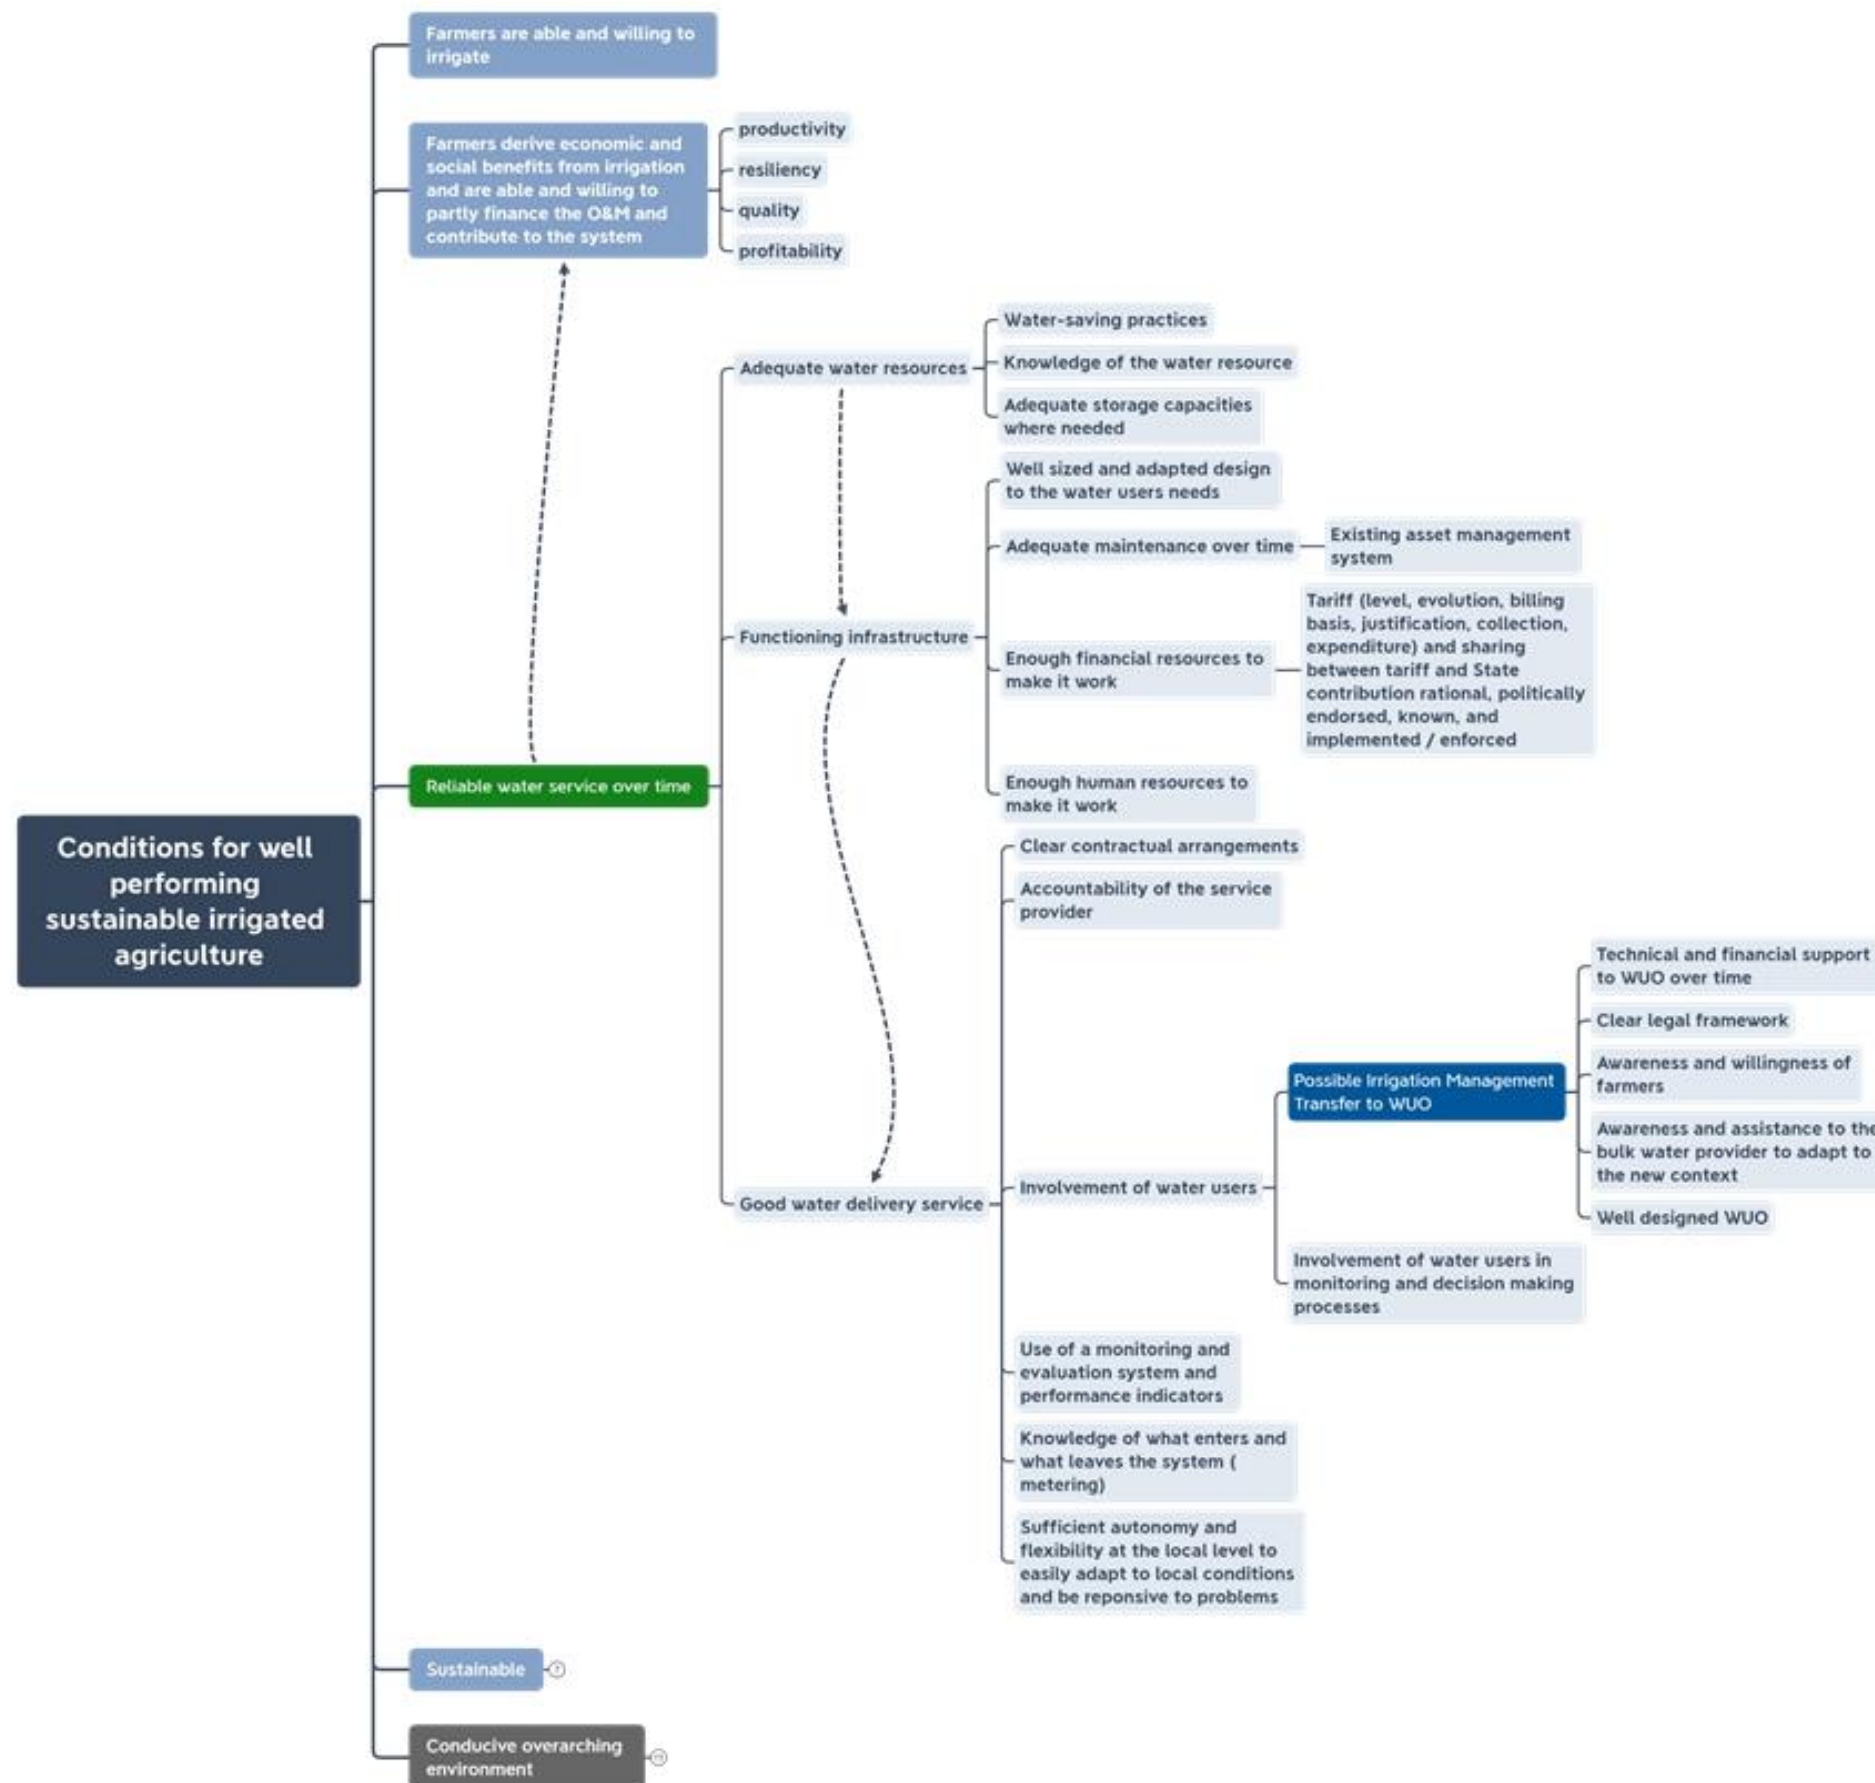 Farmers are able and willing to
irrigate
Farmers derive economic and
social benefits from irrigation
and are able and willing to
partly finance the O&M and
contribute to the system
productivity
resiliency
quality
profitability
Water-saving practices
Adequate water resources
Knowledge of the water resource
Adequate storage capacities
where needed
Well sized and adapted design
to the water users needs
Adequate maintenance over time
Existing asset management
system
Functioning infrastructure
Enough financial resources to
make it work
Tariff (level, evolution, billing
basis, justification, collection,
expenditure) and sharing
between tariff and State
contribution rational, politically
endorsed, known, and
implemented / enforced
Enough human resources to
make it work
Reliable water service over time
Conditions for well
performing
sustainable irrigated
agriculture
Clear contractual arrangements
Accountability of the service
provider
Good water delivery service
Involvement of water users
Possible Irrigation Management
Transfer to WUO
Technical and financial support
to WUO over time
Clear legal framework
Awareness and willingness of
farmers
Awareness and assistance to the
bulk water provider to adapt to
the new context
Well designed WUO
Involvement of water users in
monitoring and decision making
processes
Use of a monitoring and
evaluation system and
performance indicators
Knowledge of what enters and
what leaves the system (
metering)
Sufficient autonomy and
flexibility at the local level to
easily adapt to local conditions
and be reponsive to problems
Sustainable
Conducive overarching
environment